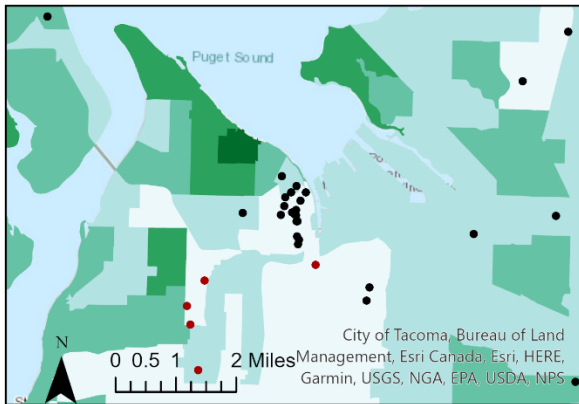 Puget Sound
N
0 0.5 1 2 Miles
City of Tacoma, Bureau of Land
Management, Esri Canada, Esri, HERE,
Garmin, USGS, NGA, EPA, USDA, NPS
St